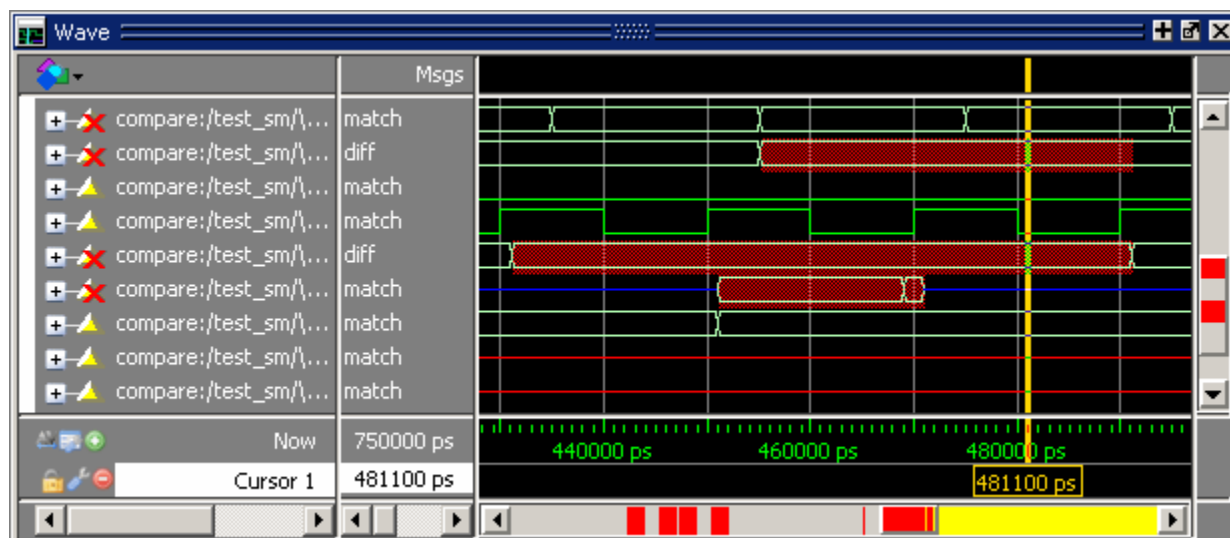 Wave
Msgs
compare:/test_sm/\... match
compare:/test_sm/\... diff
compare:/test_sm/\... match
compare:/test_sm/\... match
compare:/test_sm/\... diff
compare:/test_sm/\... match
compare:/test_sm/\... match
compare:/test_sm/\... match
compare:/test_sm/\... match
Now 750000 ps 440000 ps 460000 ps 480000 ps
Cursor 1 481100 ps 481100 ps